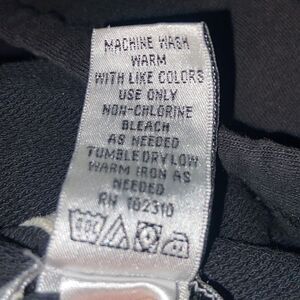 MACHINE WASH
WARM
WITH LIKE COLORS
USE ONLY
NON-CHLORINE
BLEACH
AS NEEDED
TUMBLE DRY LOW
WARM IRON AS
NEEDED
RN 102310